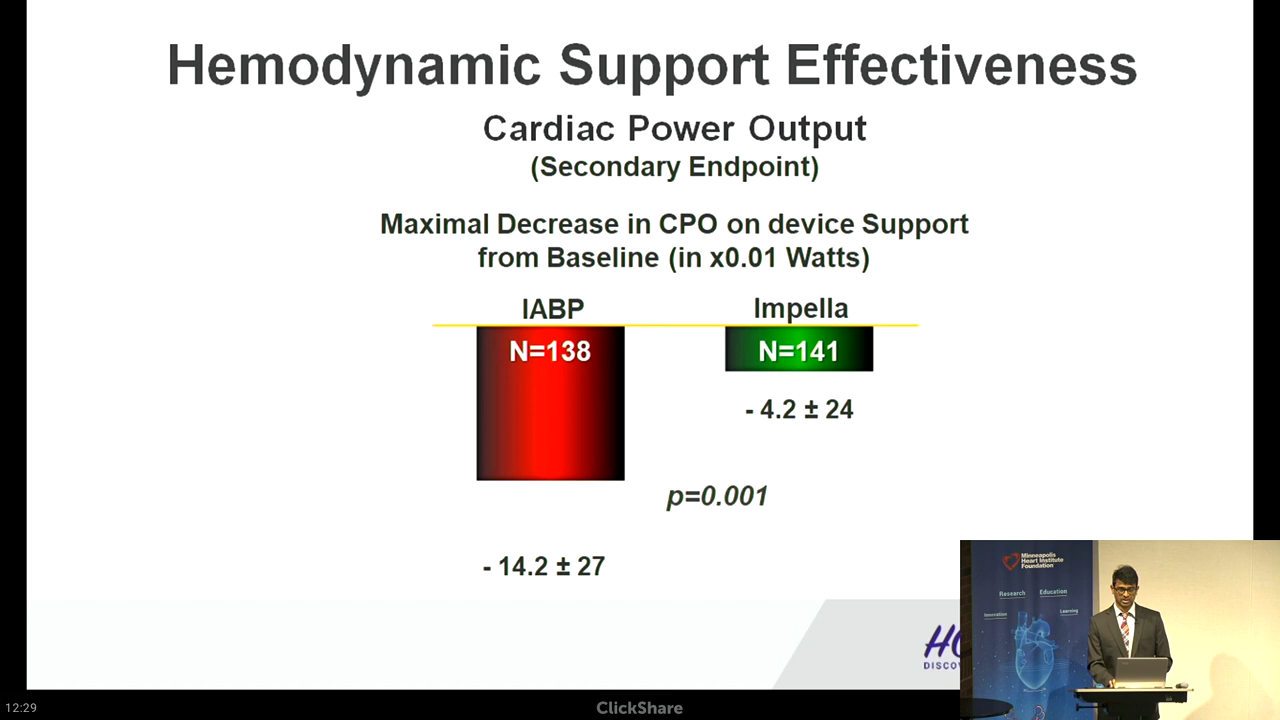 Hemodynamic Support Effectiveness
Cardiac Power Output
(Secondary Endpoint)
Maximal Decrease in CPO on device Support
from Baseline (in x0.01 Watts)
IABP
Impella
N=138
N=141
- 4.2 ± 24
p=0.001
- 14.2 ± 27
Minneapolis
Heart Institute
Foundation
Research
Education
Innovation
Learning
12:29
ClickShare